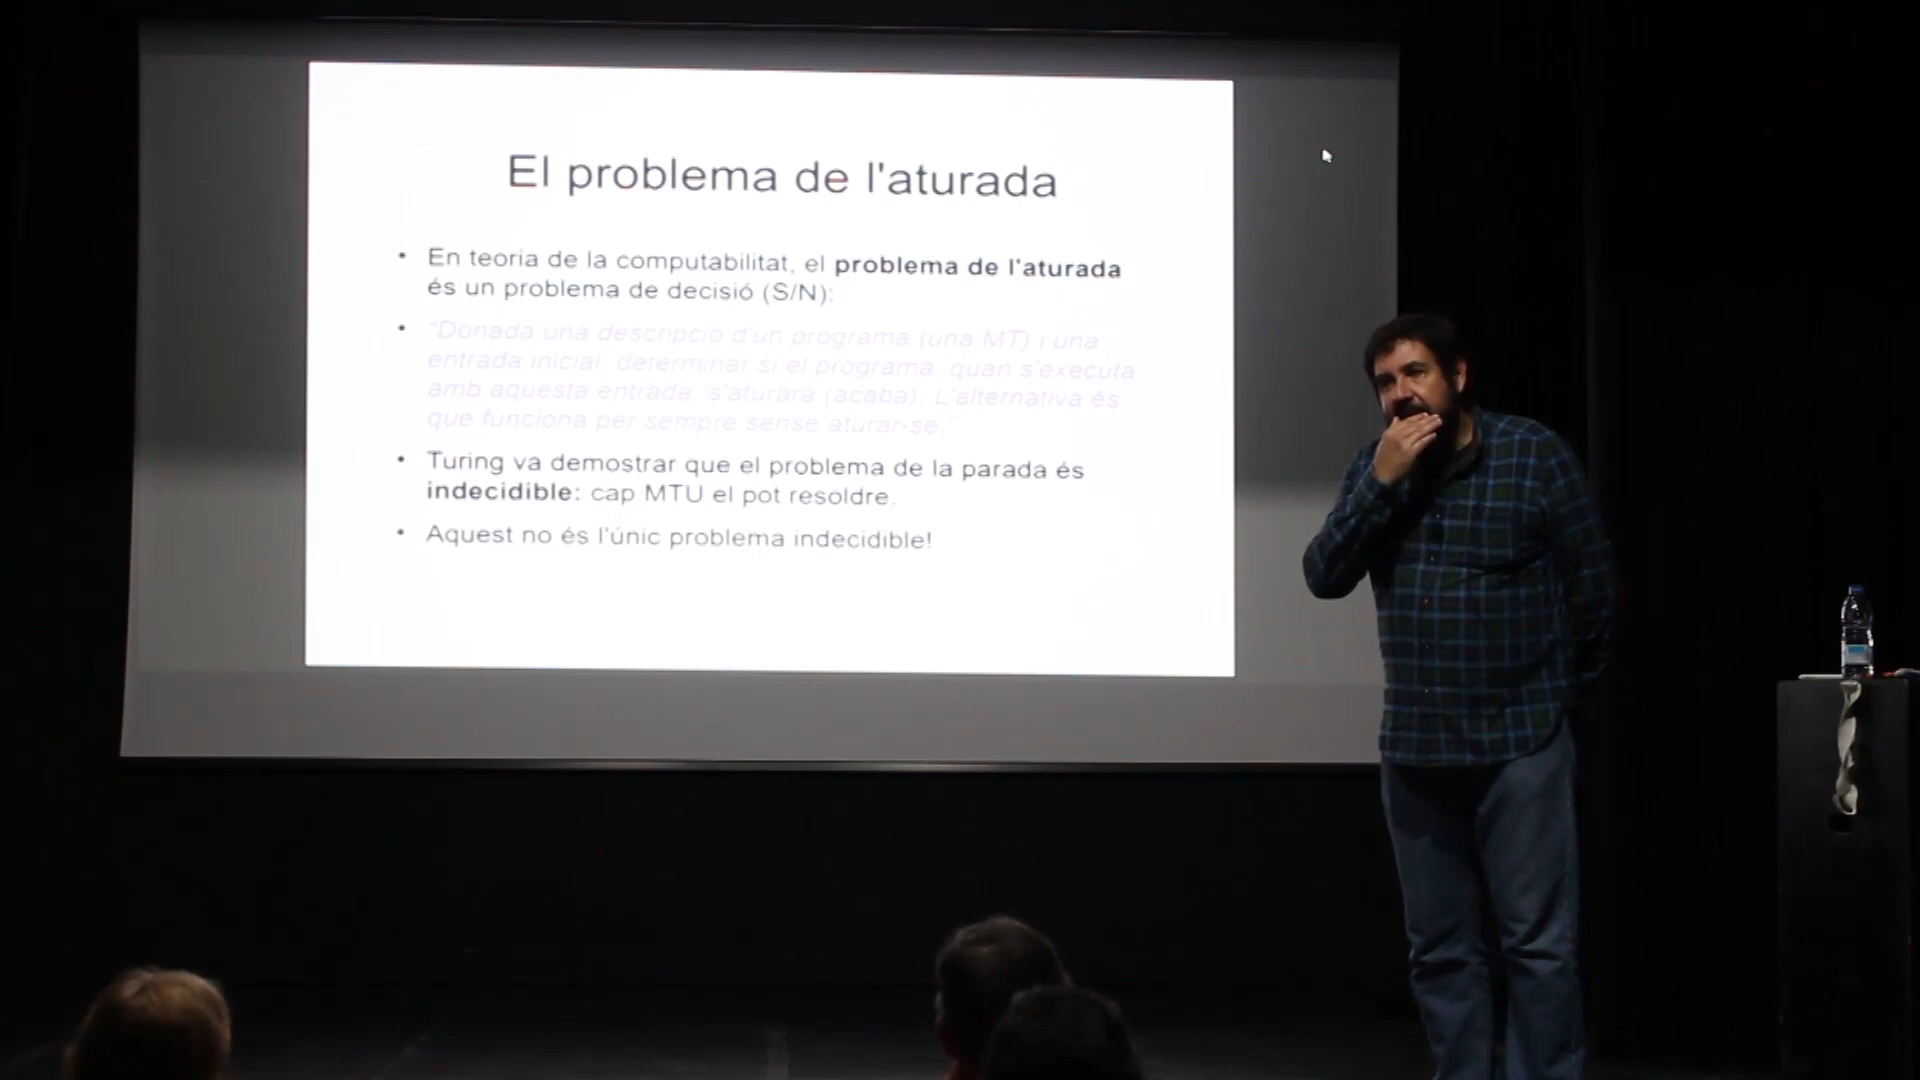 El problema de l'aturada
• En teoria de la computabilitat, el problema de l'aturada
és un problema de decisió (S/N):
• "Donada una descripció d'un programa (una MT) i una
entrada inicial, determinar si el programa, quan s'executa
amb aquesta entrada, s'aturarà (acaba). L'alternativa és
que funciona per sempre sense aturar-se."
• Turing va demostrar que el problema de la parada és
indecidible: cap MTU el pot resoldre.
• Aquest no és l'únic problema indecidible!